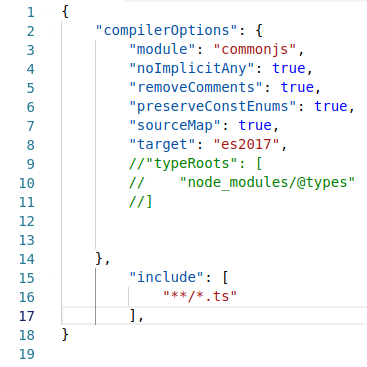 1 {
2     "compilerOptions": {
3         "module": "commonjs",
4         "noImplicitAny": true,
5         "removeComments": true,
6         "preserveConstEnums": true,
7         "sourceMap": true,
8         "target": "es2017",
9         //"typeRoots": [
10         //    "node_modules/@types"
11         //]
12
13
14     },
15         "include": [
16             "**/*.ts"
17         ],
18 }
19